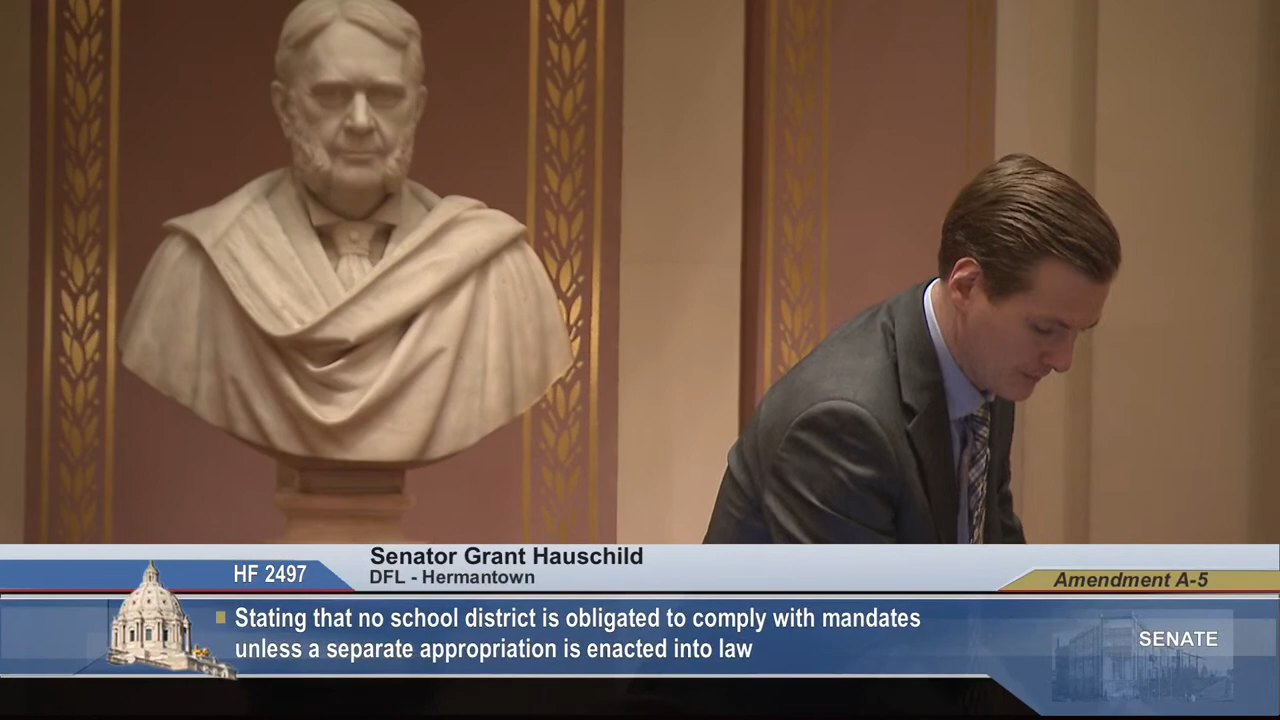 Senator Grant Hauschild
HF 2497
DFL - Hermantown
Amendment A-5
Stating that no school district is obligated to comply with mandates
unless a separate appropriation is enacted into law
SENATE